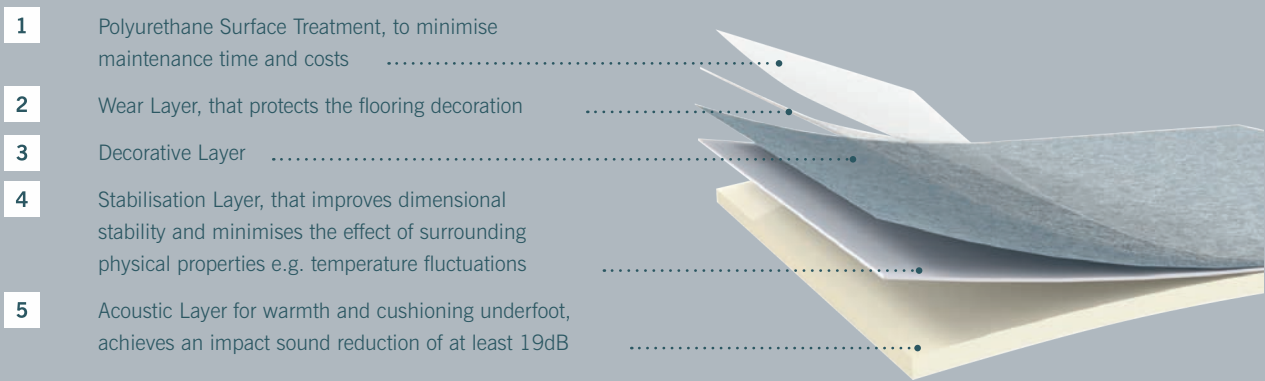 1 Polyurethane Surface Treatment, to minimise
maintenance time and costs
2 Wear Layer, that protects the flooring decoration
3 Decorative Layer
4 Stabilisation Layer, that improves dimensional
stability and minimises the effect of surrounding
physical properties e.g. temperature fluctuations
5 Acoustic Layer for warmth and cushioning underfoot,
achieves an impact sound reduction of at least 19dB